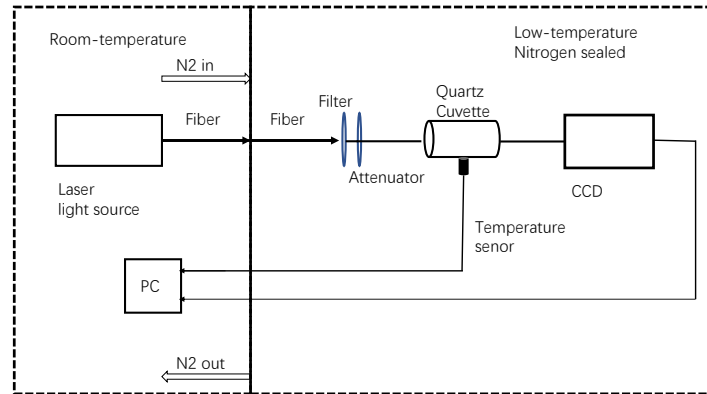 Room-temperature
Low-temperature
Nitrogen sealed
N2 in
Quartz
Cuvette
Filter
Fiber
Fiber
Attenuator
Laser
light source
CCD
Temperature
senor
PC
N2 out